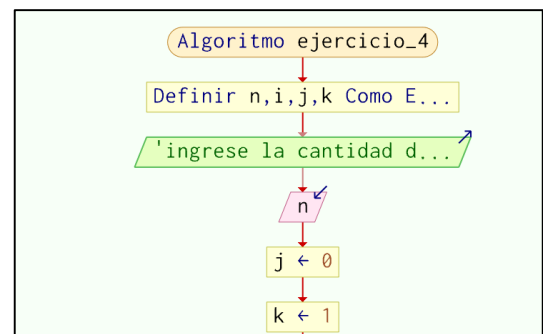 Algoritmo ejercicio_4
Definir n,i,j,k Como E...
'ingrese la cantidad d...
n
j ← 0
k ← 1